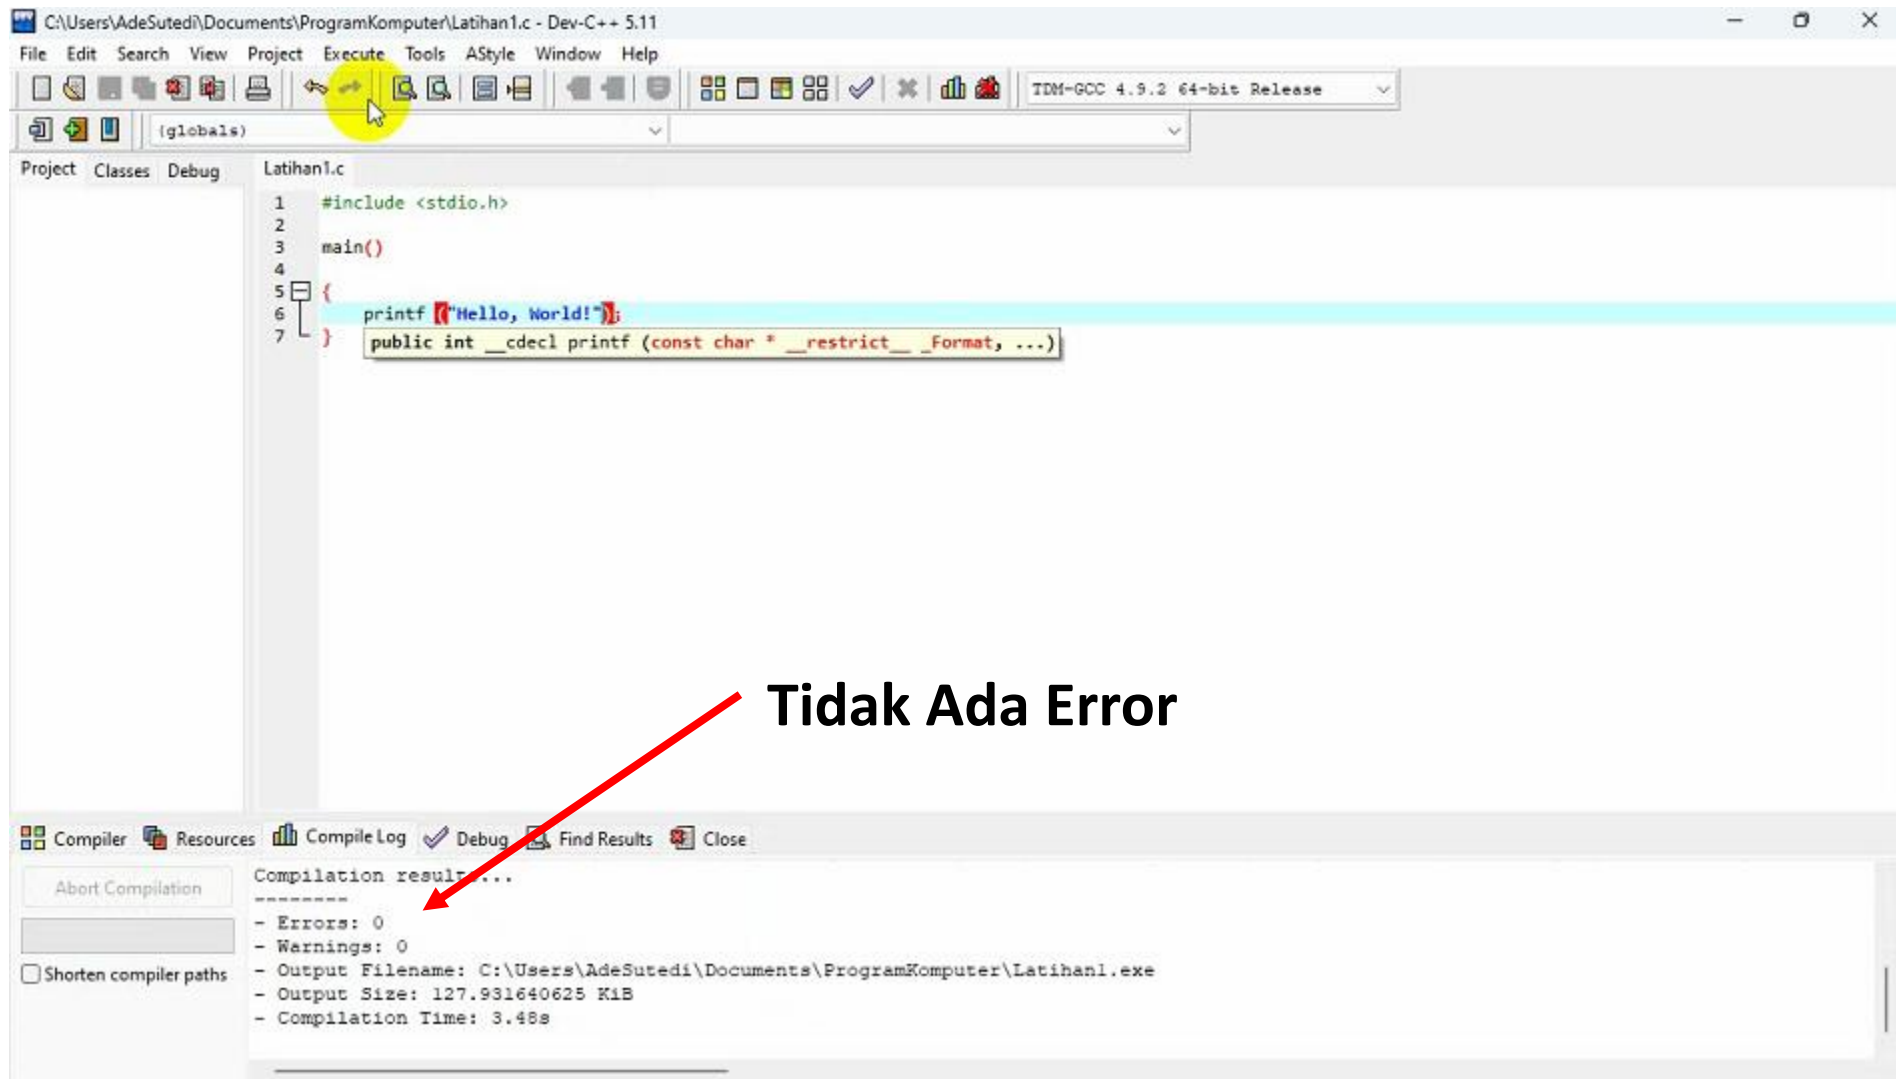 C:\Users\AdeSutedi\Documents\ProgramKomputer\Latihan1.c - Dev-C++ 5.11
File Edit Search View Project Execute Tools AStyle Window Help
TDM-GCC 4.9.2 64-bit Release
(globals)
Project Classes Debug
Latihan1.c
1 #include <stdio.h>
2
3 main()
4
5 {
6 printf ("Hello, World!");
7 }
public int __cdecl printf (const char * __restrict__ _Format, ...)
Tidak Ada Error
Compiler Resources Compile Log Debug Find Results Close
Abort Compilation
Shorten compiler paths
Compilation results...
--------
- Errors: 0
- Warnings: 0
- Output Filename: C:\Users\AdeSutedi\Documents\ProgramKomputer\Latihan1.exe
- Output Size: 127.931640625 KiB
- Compilation Time: 3.48s